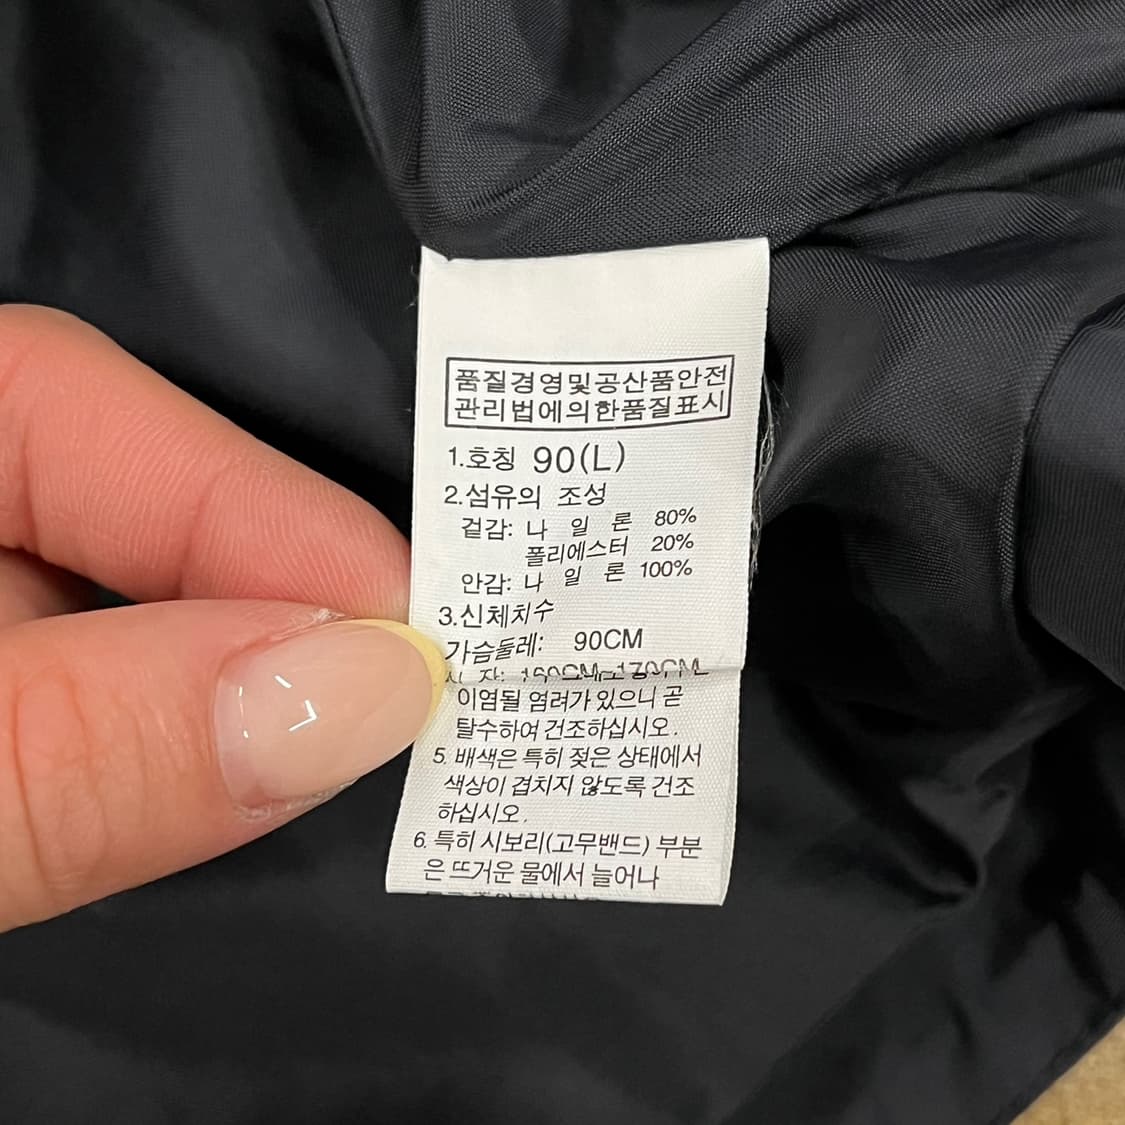 품질경영및공산품안전
관리법에의한품질표시
1.호칭 90(L)
2.섬유의 조성
겉감: 나 일 론 80%
폴리에스터 20%
안감: 나 일 론 100%
3.신체치수
가슴둘레: 90CM
이염될 염려가 있으니 곧
탈수하여 건조하십시오.
5. 배색은 특히 젖은 상태에서
색상이 겹치지 않도록 건조
하십시오.
6. 특히 시보리(고무밴드) 부분
은 뜨거운 물에서 늘어나